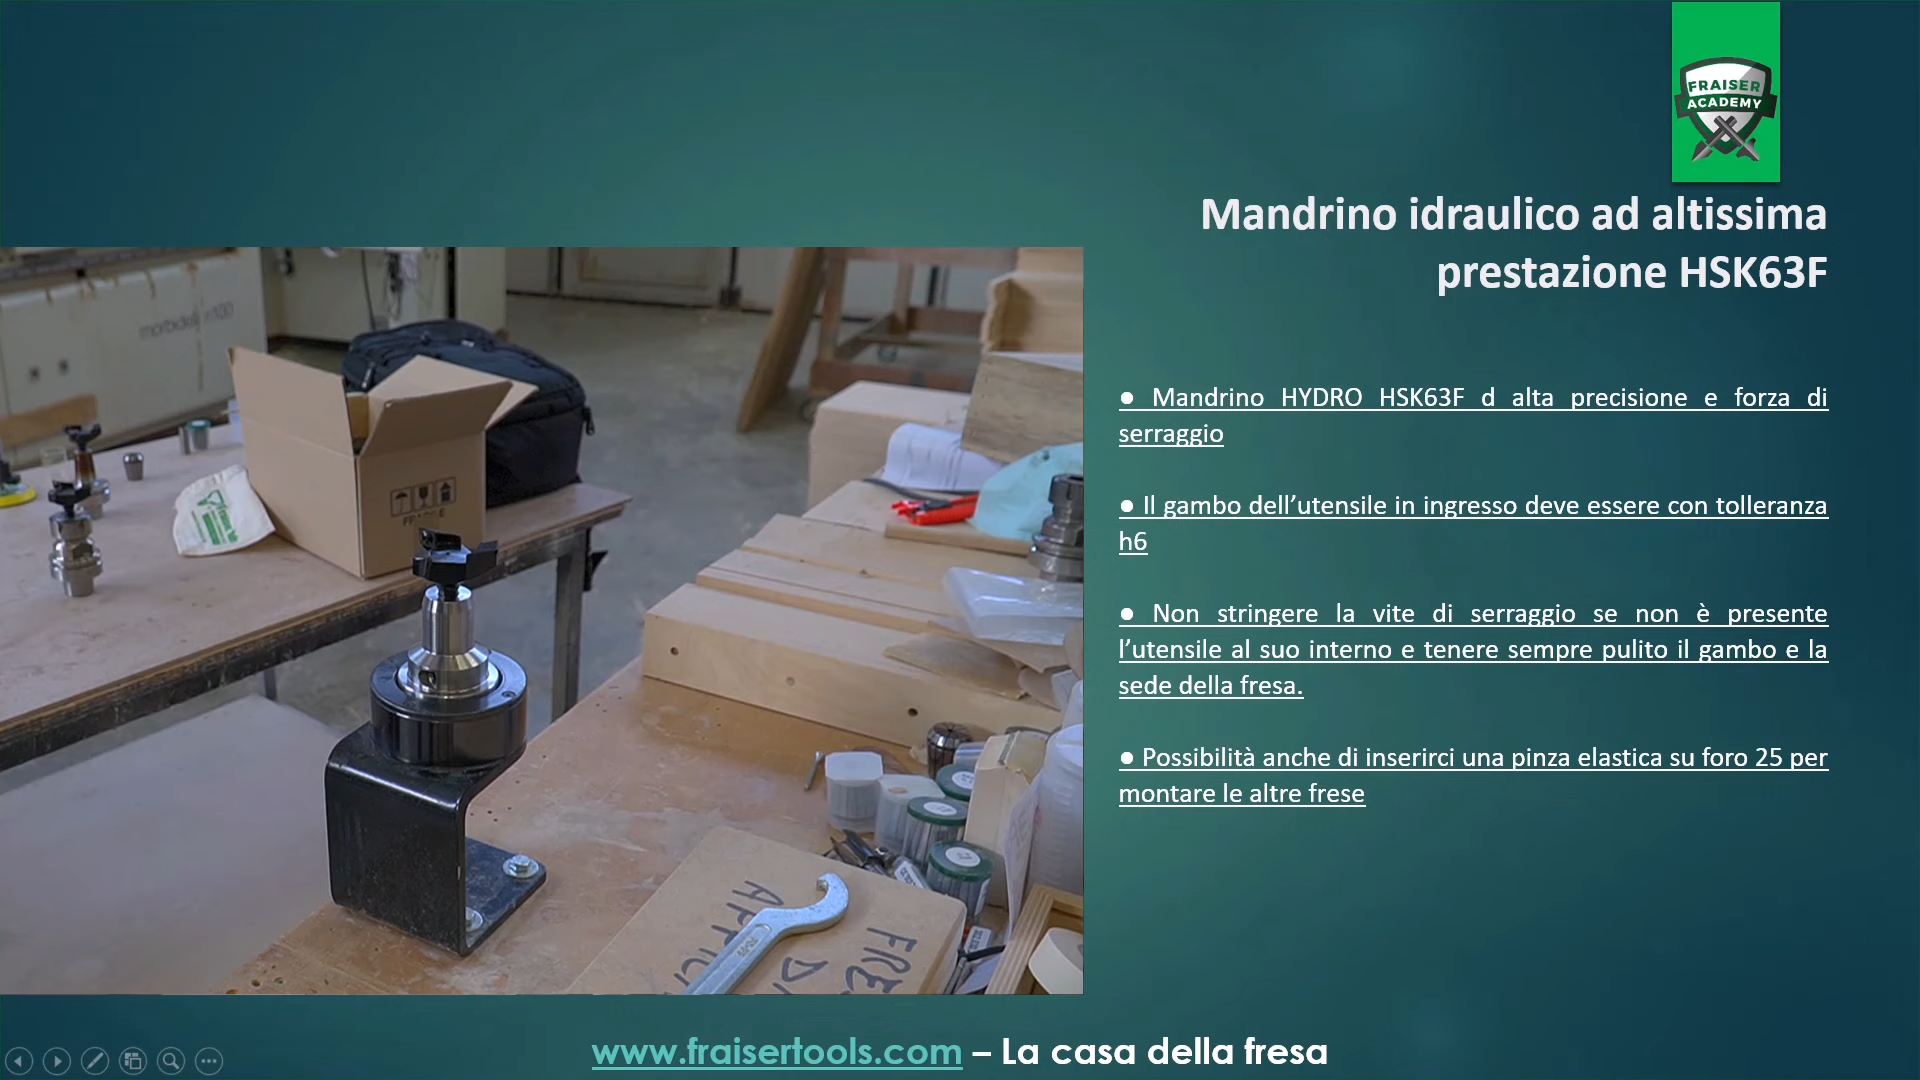 FRAISER
ACADEMY
Mandrino idraulico ad altissima
prestazione HSK63F
● Mandrino HYDRO HSK63F d alta precisione e forza di
serraggio
● Il gambo dell’utensile in ingresso deve essere con tolleranza
h6
● Non stringere la vite di serraggio se non è presente
l’utensile al suo interno e tenere sempre pulito il gambo e la
sede della fresa.
● Possibilità anche di inserirci una pinza elastica su foro 25 per
montare le altre frese
morbidelli m100
FRAGILE
www.fraisertools.com – La casa della fresa